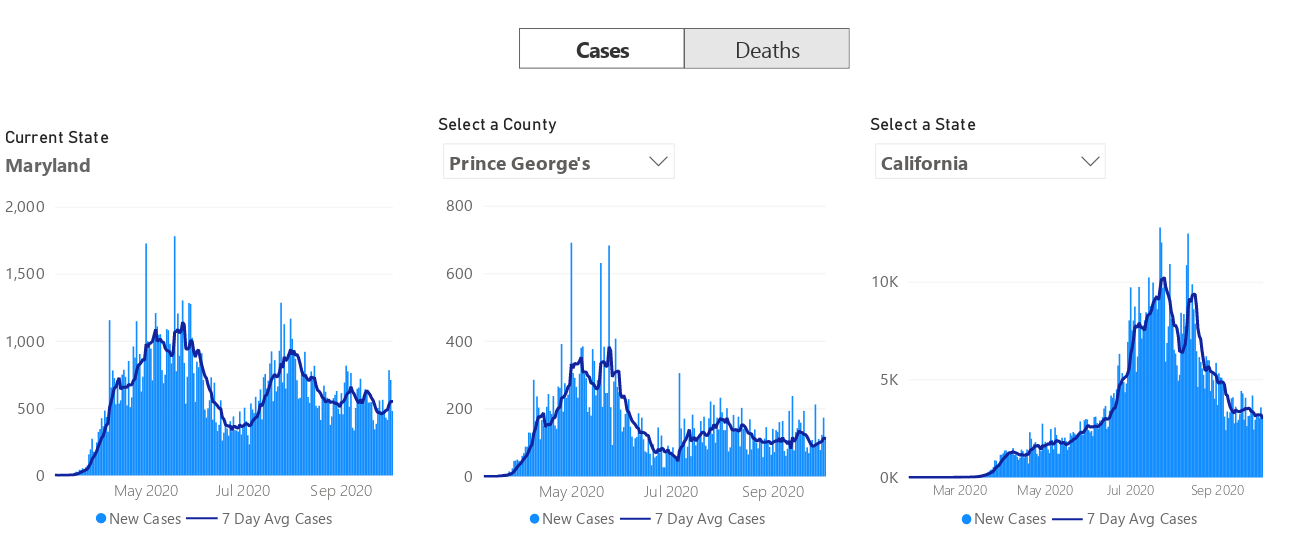 Cases Deaths
Current State
Maryland
2,000
1,500
1,000
500
0
May 2020 Jul 2020 Sep 2020
New Cases 7 Day Avg Cases
Select a County
Prince George's
800
600
400
200
0
May 2020 Jul 2020 Sep 2020
New Cases 7 Day Avg Cases
Select a State
California
10K
5K
0K
Mar 2020 May 2020 Jul 2020 Sep 2020
New Cases 7 Day Avg Cases